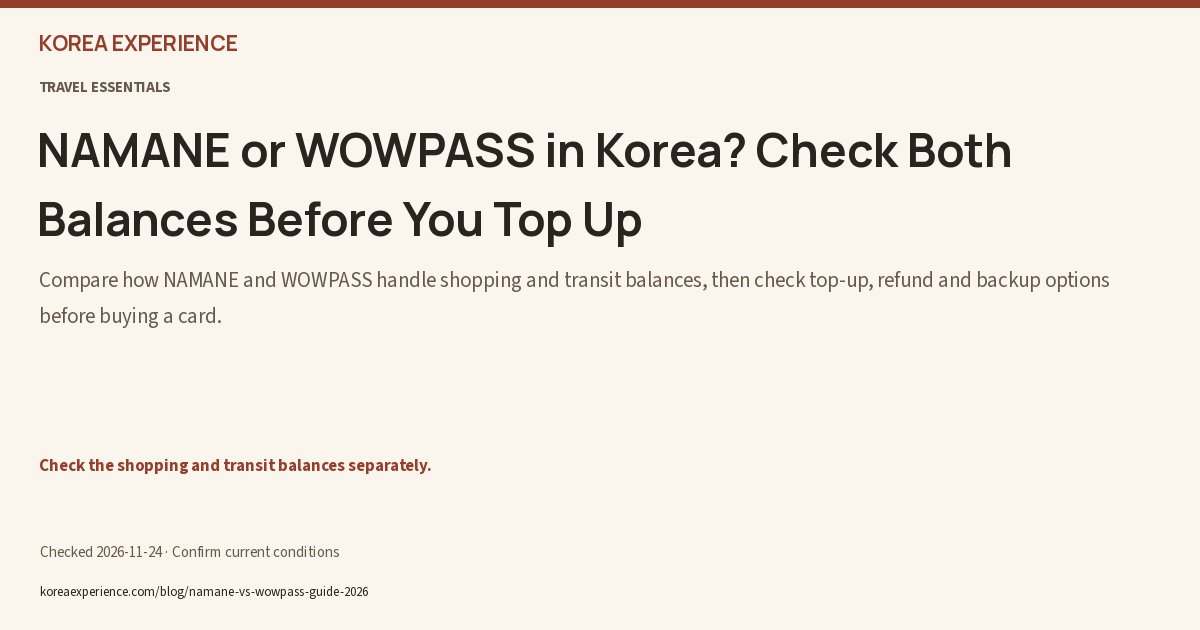 KOREA EXPERIENCE
TRAVEL ESSENTIALS
NAMANE or WOWPASS in Korea? Check Both
Balances Before You Top Up
Compare how NAMANE and WOWPASS handle shopping and transit balances, then check top-up, refund and backup options
before buying a card.
Check the shopping and transit balances separately.
Checked 2026-11-24 · Confirm current conditions
koreaexperience.com/blog/namane-vs-wowpass-guide-2026